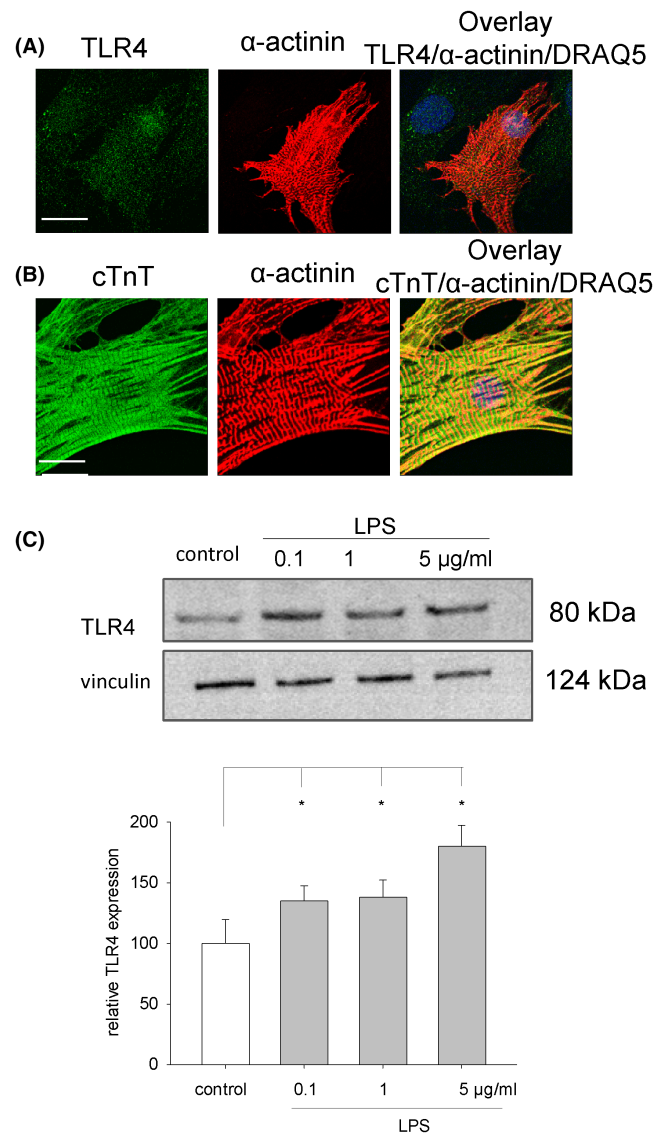 (A)
TLR4
α-actinin
Overlay
TLR4/α-actinin/DRAQ5
(B)
cTnT
α-actinin
Overlay
cTnT/α-actinin/DRAQ5
(C)
LPS
control
0.1
1
5 µg/ml
TLR4
80 kDa
vinculin
124 kDa
* * *
relative TLR4 expression
200
150
100
50
0
control
0.1
1
5 µg/ml
LPS